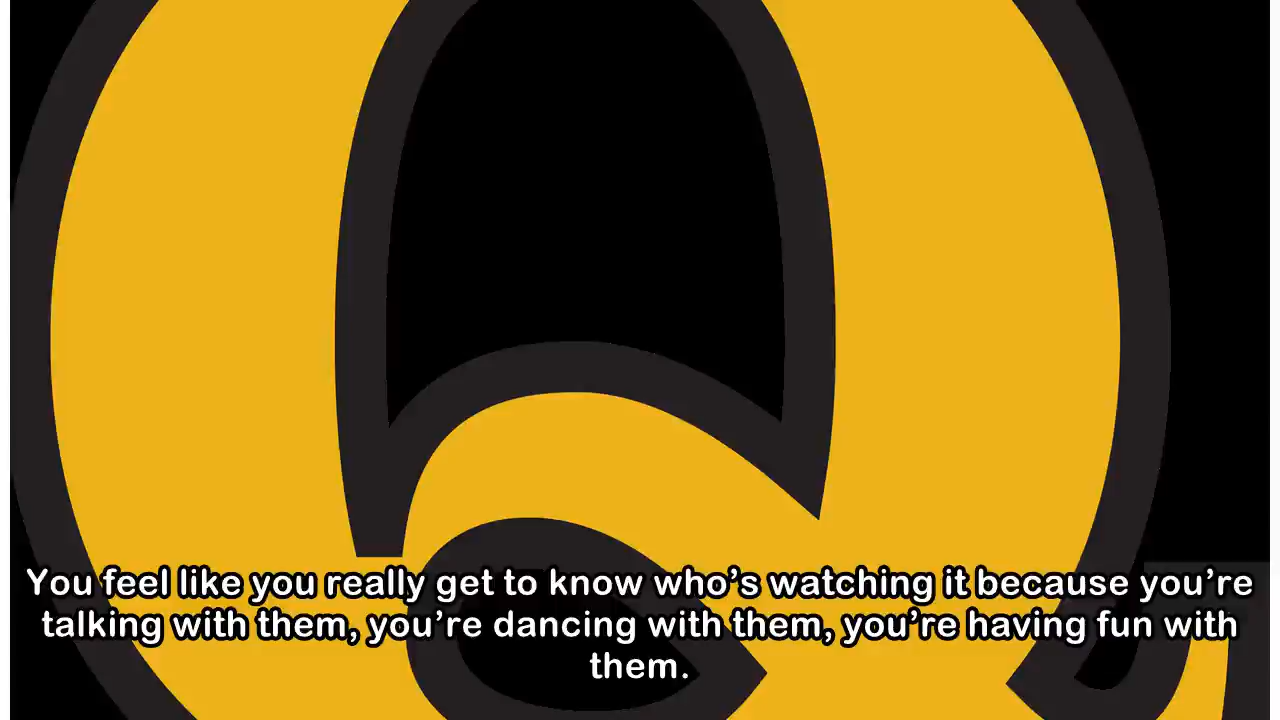 You feel like you really get to know who’s watching it because you’re
talking with them, you’re dancing with them, you’re having fun with
them.